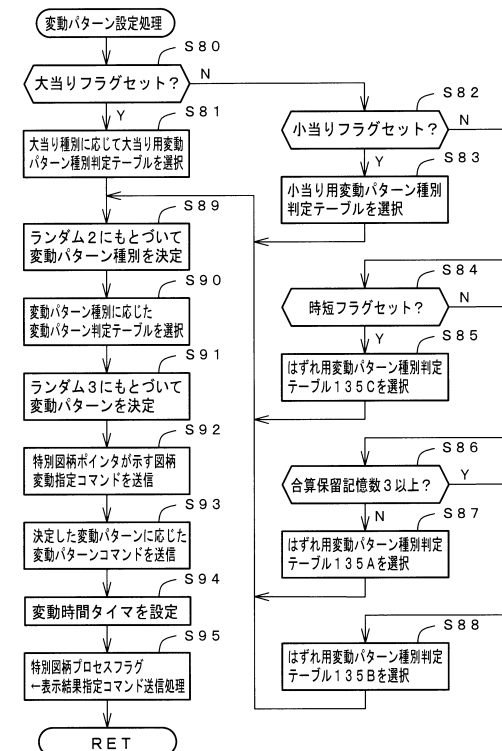 変動パターン設定処理
S80
大当りフラグセット？
N
Y
S81
大当り種別に応じて大当り用変動
パターン種別判定テーブルを選択
S82
小当りフラグセット？
N
Y
S83
小当り用変動パターン種別
判定テーブルを選択
S84
時短フラグセット？
N
Y
S85
はずれ用変動パターン種別判定
テーブル135Cを選択
S86
合算保留記憶数3以上？
Y
N
S87
はずれ用変動パターン種別判定
テーブル135Aを選択
S88
はずれ用変動パターン種別判定
テーブル135Bを選択
S89
ランダム2にもとづいて
変動パターン種別を決定
S90
変動パターン種別に応じた
変動パターン判定テーブルを選択
S91
ランダム3にもとづいて
変動パターンを決定
S92
特別図柄ポインタが示す図柄
変動指定コマンドを送信
S93
決定した変動パターンに応じた
変動パターンコマンドを送信
S94
変動時間タイマを設定
S95
特別図柄プロセスフラグ
←表示結果指定コマンド送信処理
RET